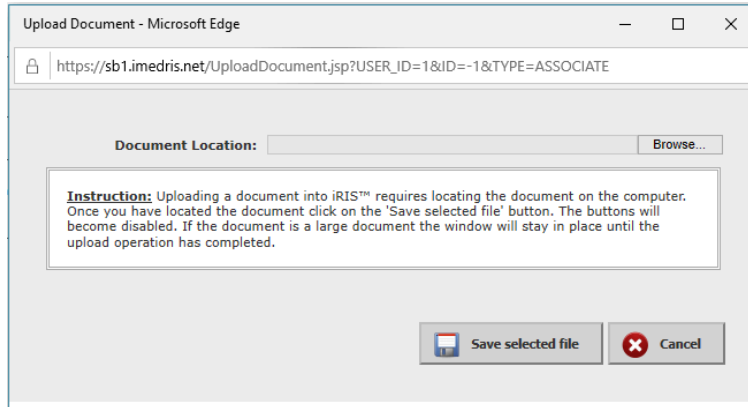 Upload Document - Microsoft Edge
https://sb1.imedris.net/UploadDocument.jsp?USER_ID=1&ID=-1&TYPE=ASSOCIATE
Document Location: Browse...
Instruction: Uploading a document into iRIS™ requires locating the document on the computer.
Once you have located the document click on the 'Save selected file' button. The buttons will
become disabled. If the document is a large document the window will stay in place until the
upload operation has completed.
Save selected file Cancel